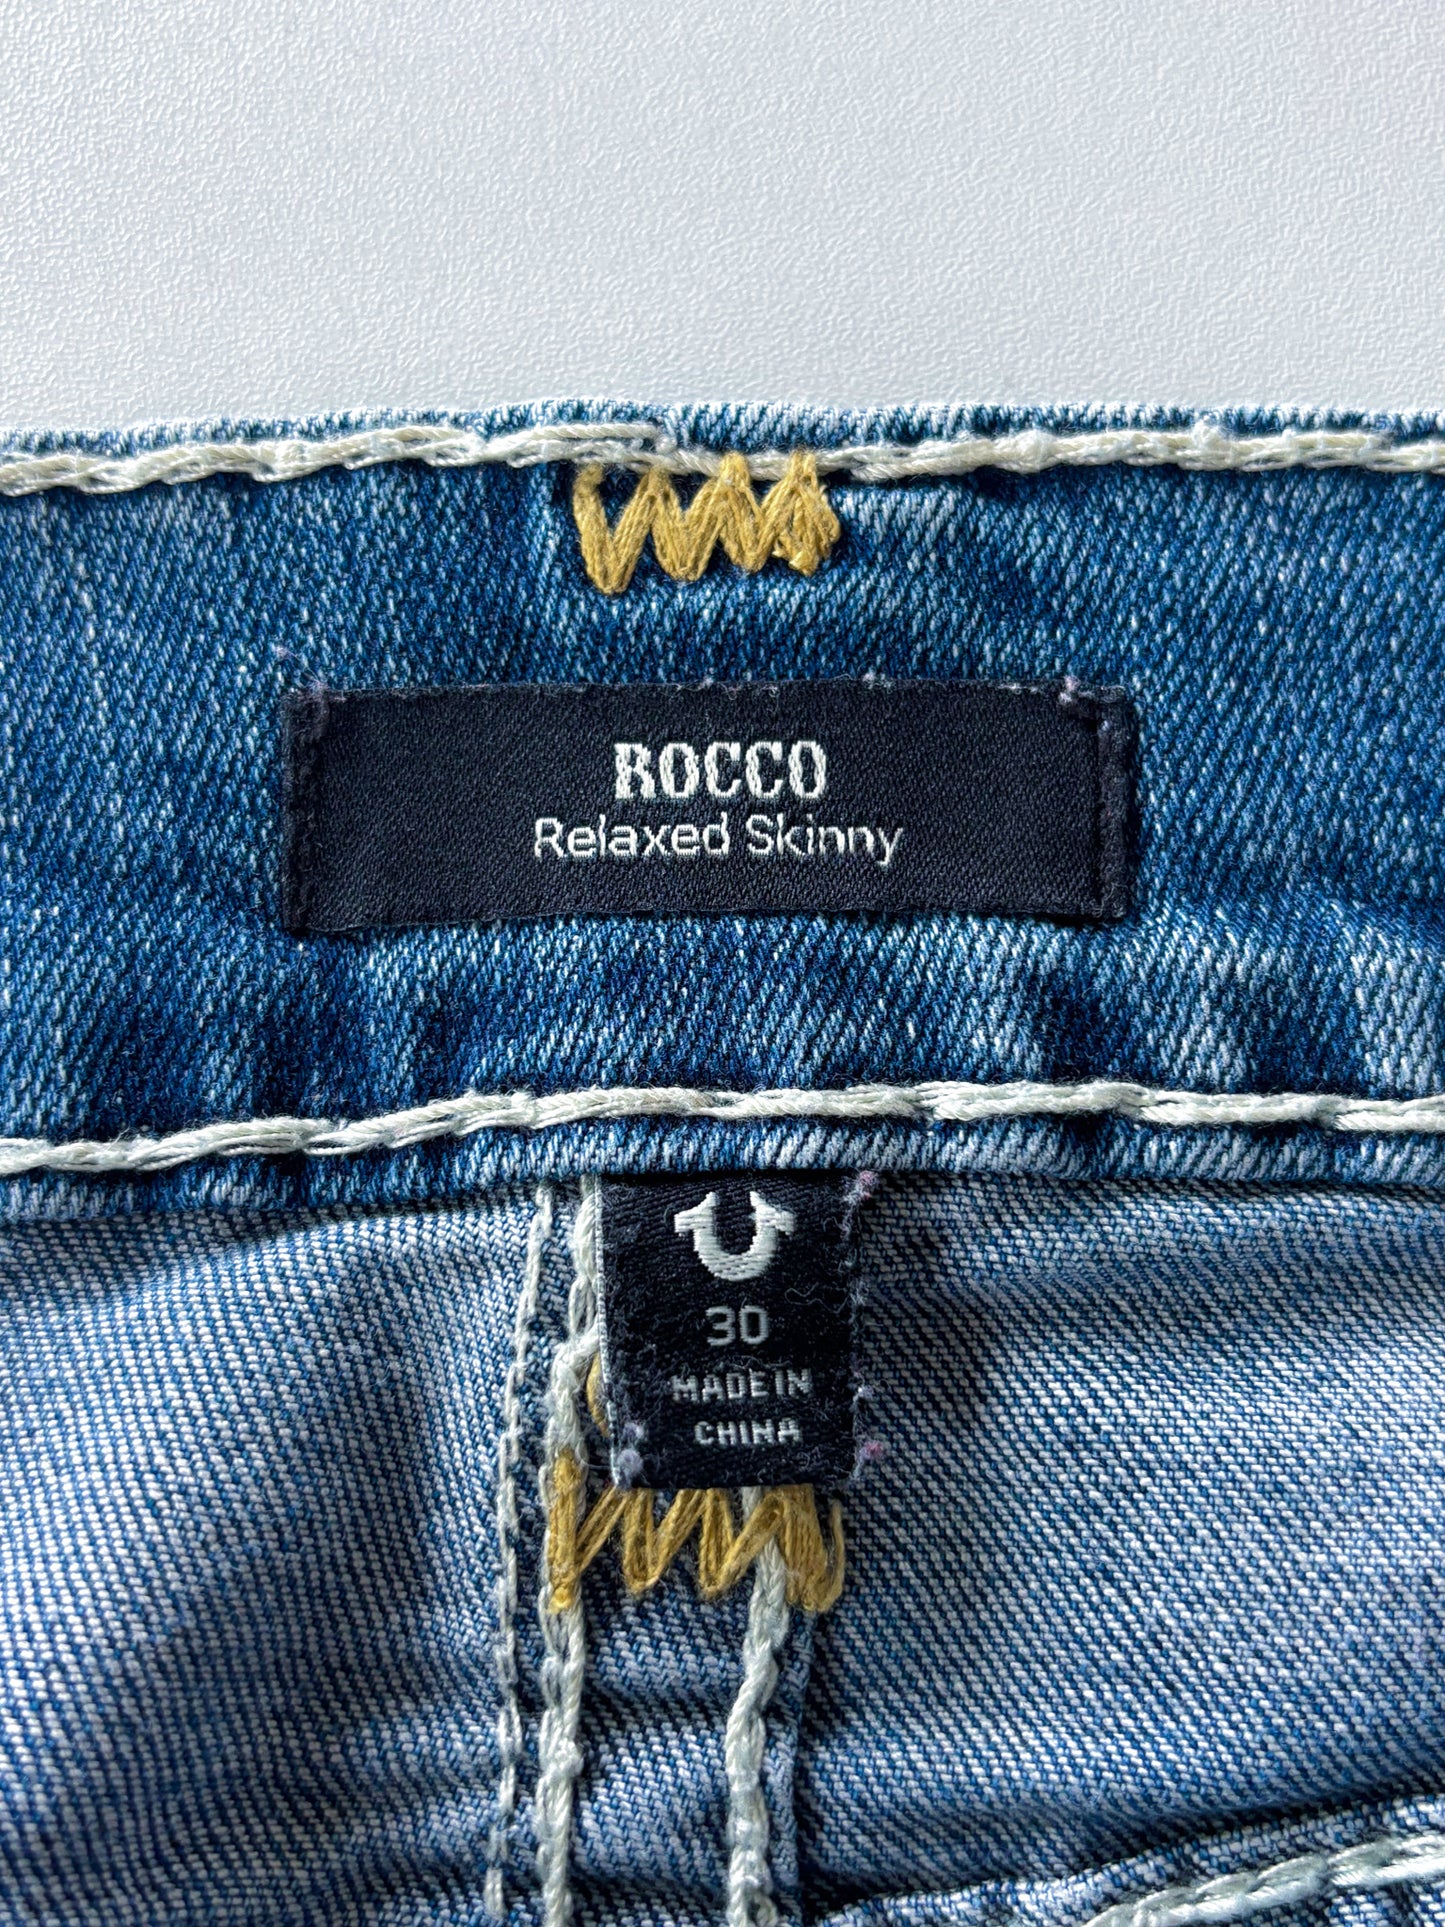 ROCCO
Relaxed Skinny
30
MADE IN
CHINA